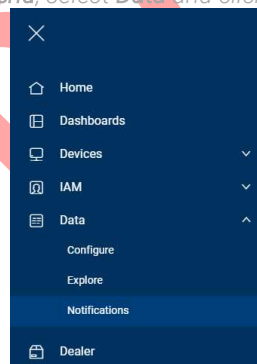 Home
Dashboards
Devices
IAM
Data
Configure
Explore
Notifications
Dealer